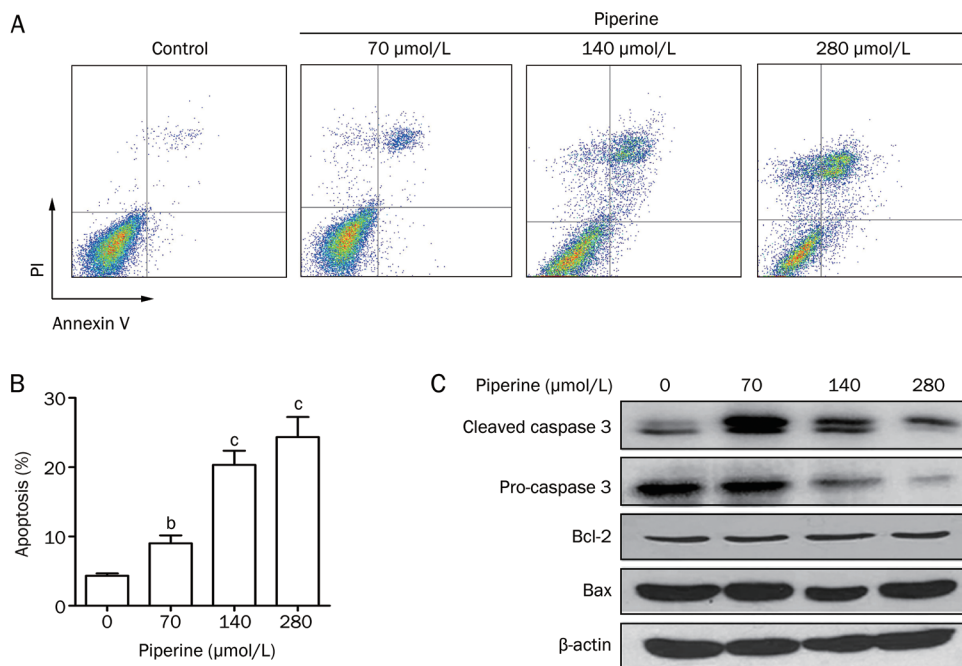 A
Piperine
Control
70 μmol/L
140 μmol/L
280 μmol/L
PI
Annexin V
B
30
20
10
0
Apoptosis (%)
b
c
c
0
70
140
280
Piperine (μmol/L)
C
Piperine (μmol/L) 0 70 140 280
Cleaved caspase 3
Pro-caspase 3
Bcl-2
Bax
β-actin